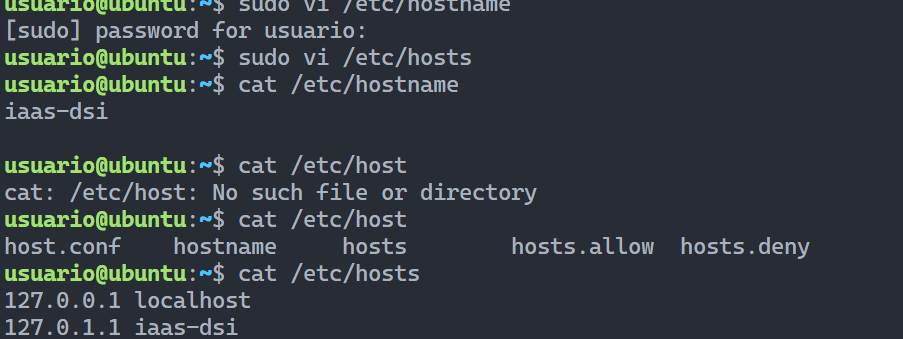 usuario@ubuntu:~$ sudo vi /etc/hostname
[sudo] password for usuario:
usuario@ubuntu:~$ sudo vi /etc/hosts
usuario@ubuntu:~$ cat /etc/hostname
iaas-dsi
usuario@ubuntu:~$ cat /etc/host
cat: /etc/host: No such file or directory
usuario@ubuntu:~$ cat /etc/host
host.conf    hostname     hosts        hosts.allow  hosts.deny
usuario@ubuntu:~$ cat /etc/hosts
127.0.0.1 localhost
127.0.1.1 iaas-dsi